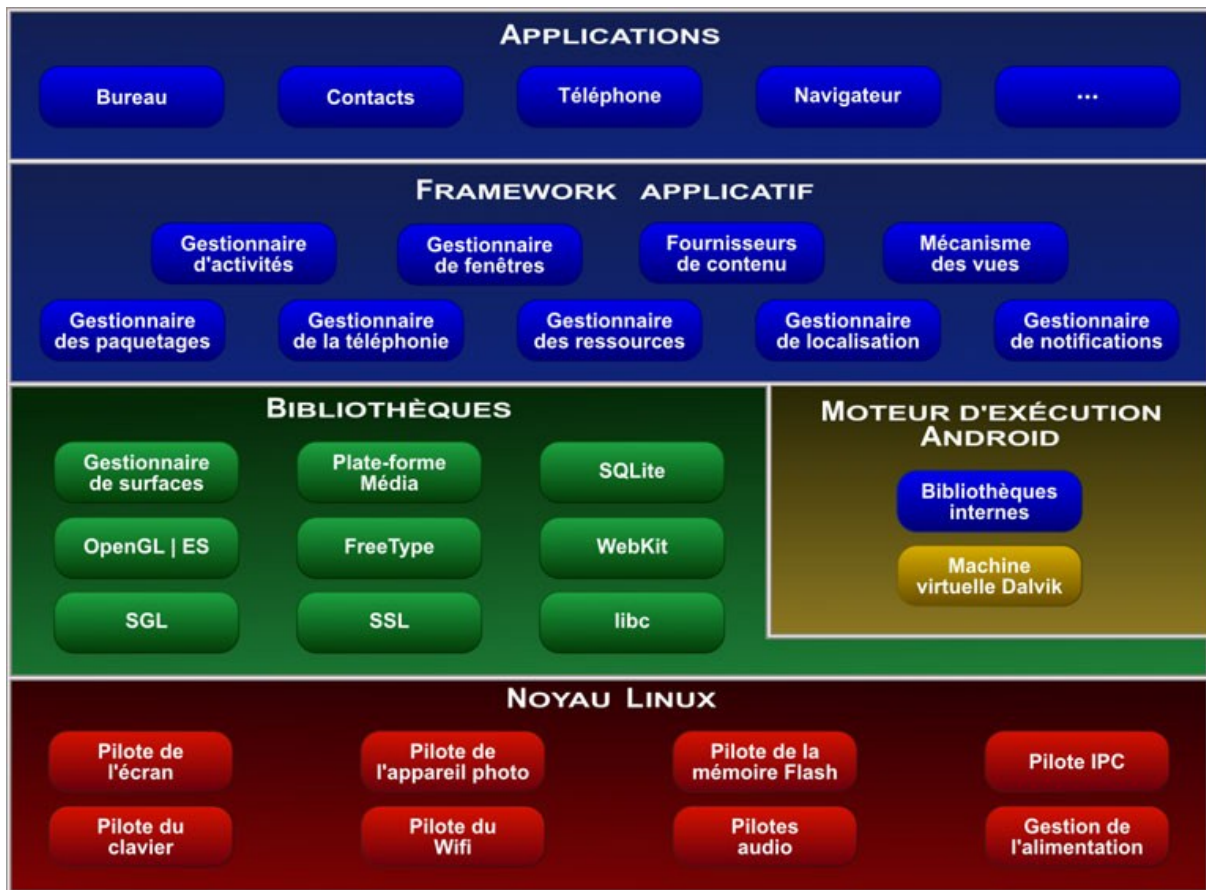 APPLICATIONS
Bureau
Contacts
Téléphone
Navigateur
...
FRAMEWORK APPLICATIF
Gestionnaire
d'activités
Gestionnaire
de fenêtres
Fournisseurs
de contenu
Mécanisme
des vues
Gestionnaire
des paquetages
Gestionnaire
de la téléphonie
Gestionnaire
des ressources
Gestionnaire
de localisation
Gestionnaire
de notifications
BIBLIOTHÈQUES
Gestionnaire
de surfaces
Plate-forme
Média
SQLite
OpenGL | ES
FreeType
WebKit
SGL
SSL
libc
MOTEUR D'EXÉCUTION
ANDROID
Bibliothèques
internes
Machine
virtuelle Dalvik
NOYAU LINUX
Pilote de
l'écran
Pilote de
l'appareil photo
Pilote de la
mémoire Flash
Pilote IPC
Pilote du
clavier
Pilote du
Wifi
Pilotes
audio
Gestion de
l'alimentation